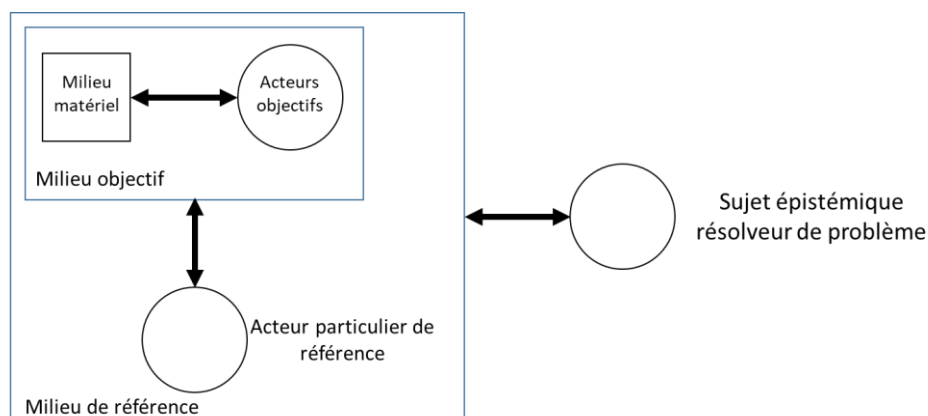 Milieu
matériel
Acteurs
objectifs
Milieu objectif
Sujet épistémique
résolveur de problème
Acteur particulier de
référence
Milieu de référence